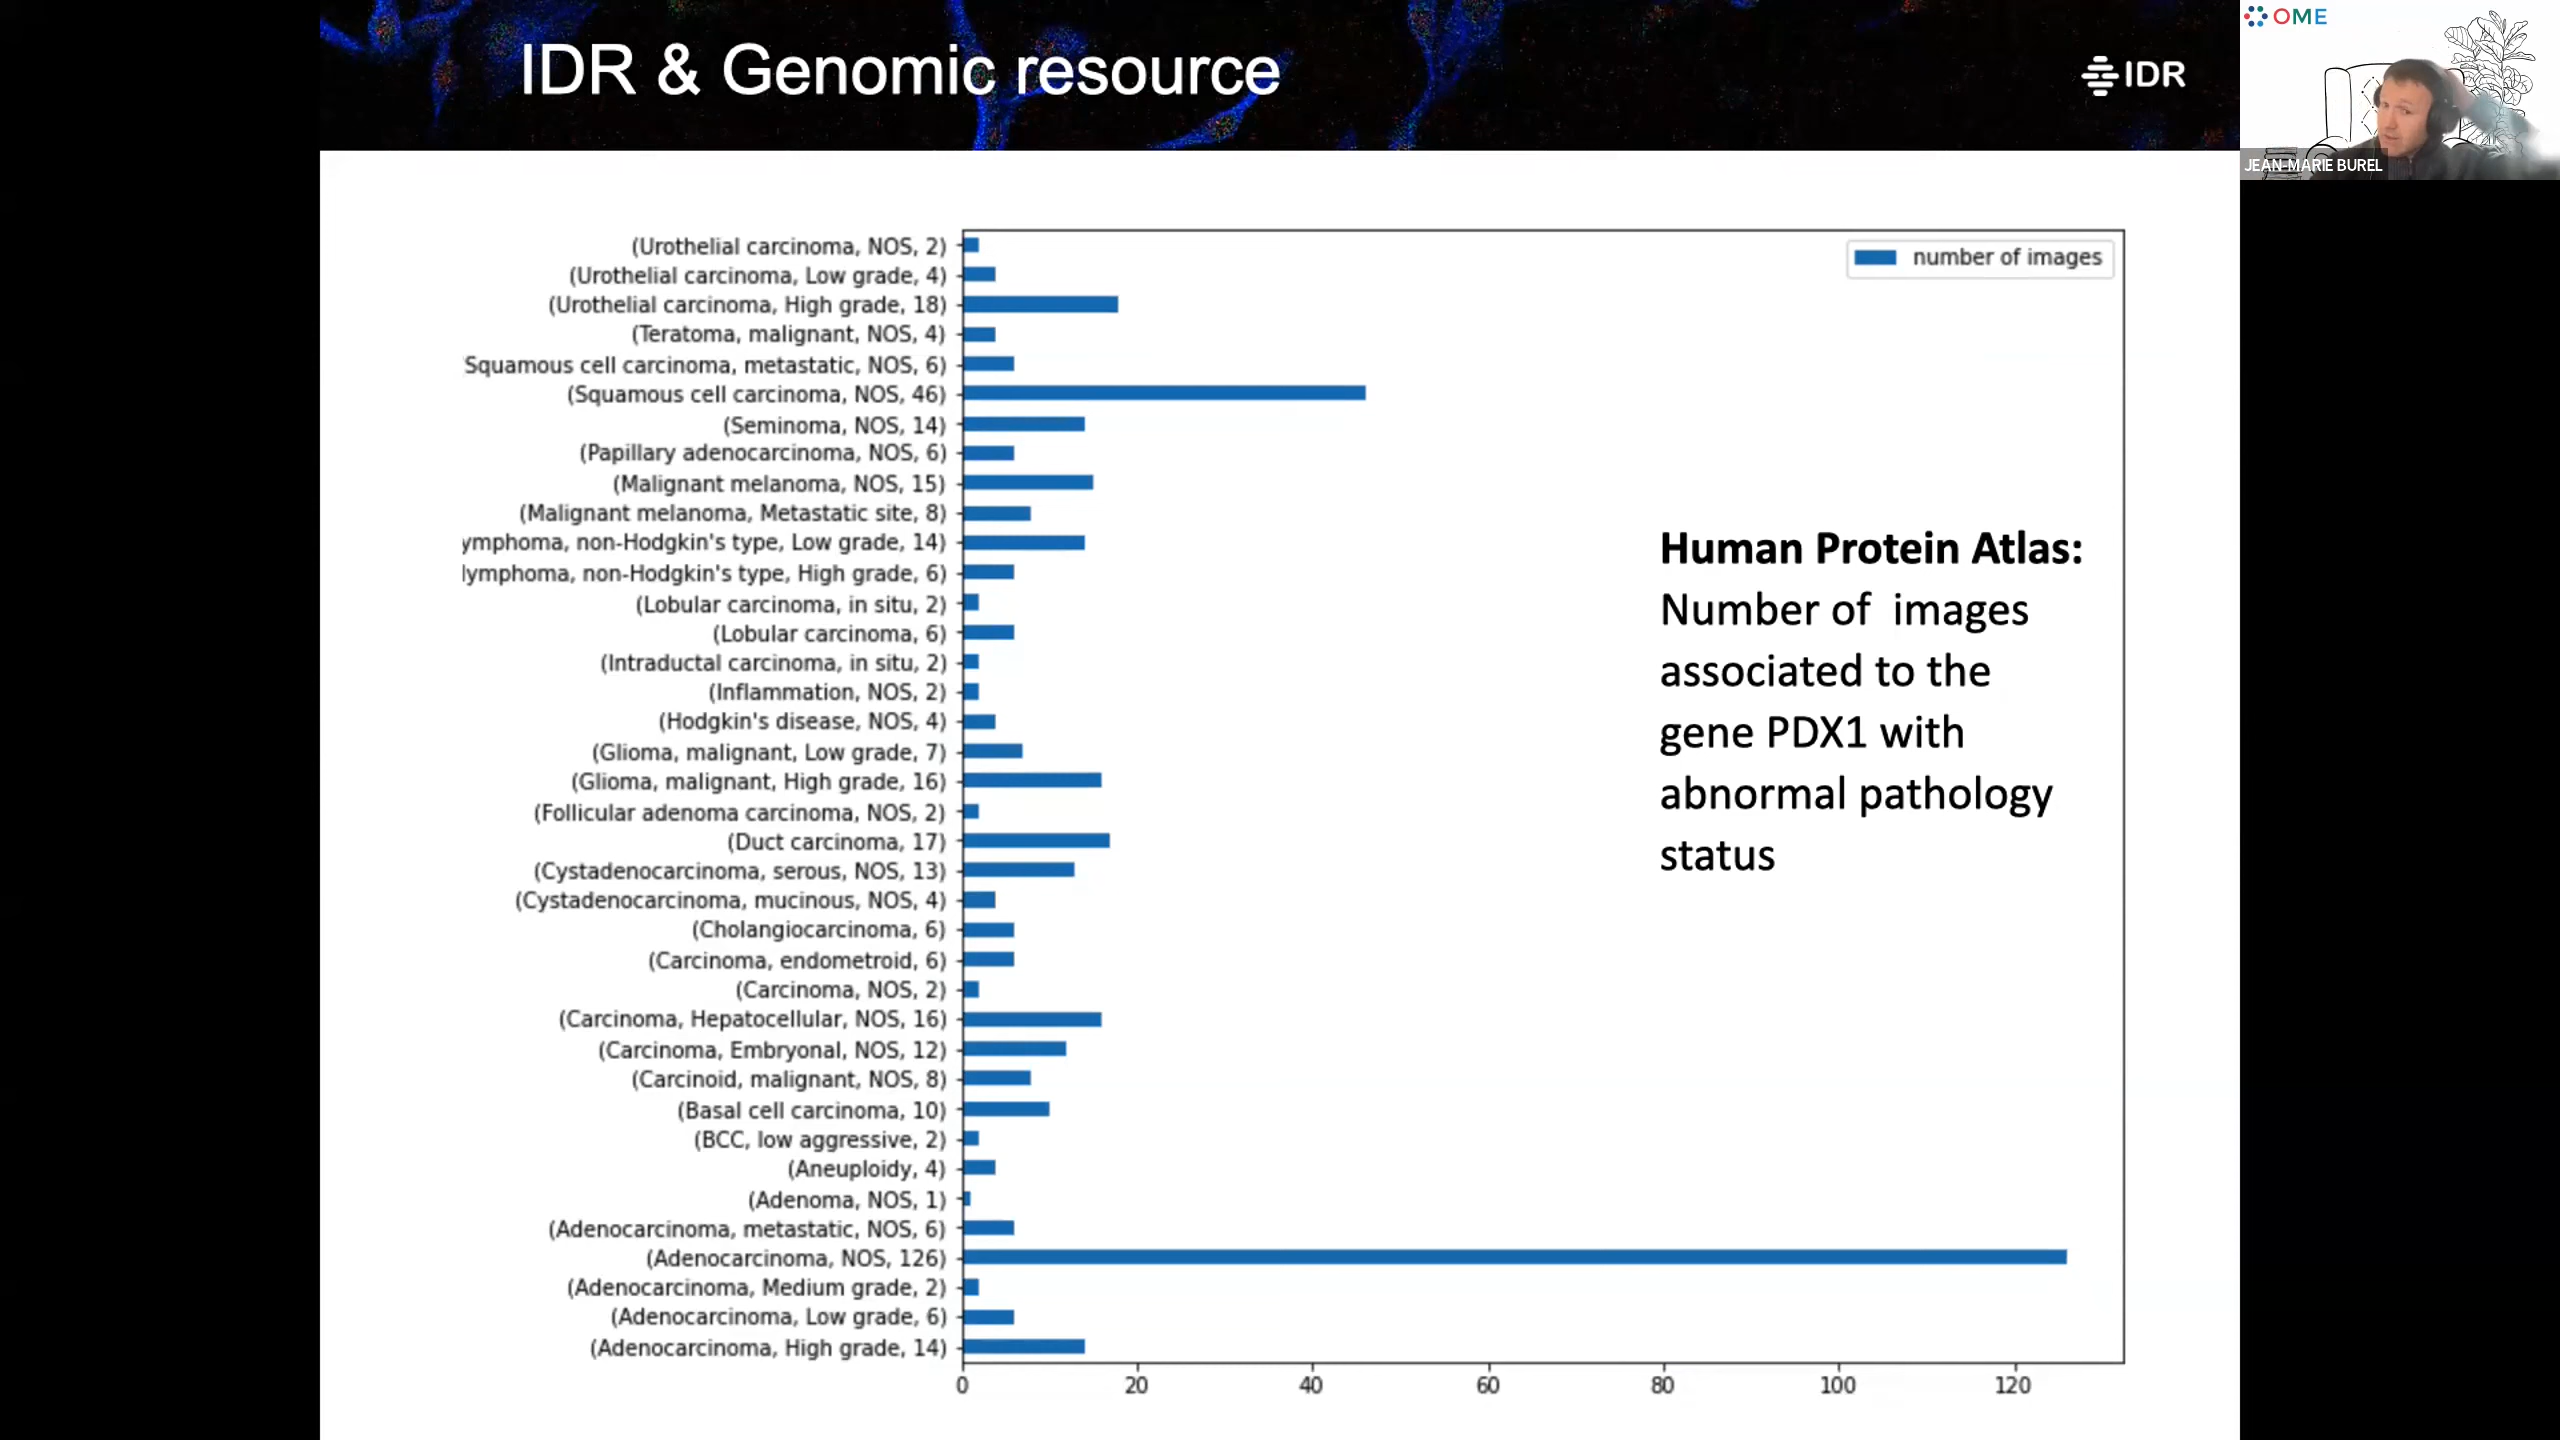 IDR & Genomic resource
IDR
OME
JEAN-MARIE BUREL
(Urothelial carcinoma, NOS, 2)
(Urothelial carcinoma, Low grade, 4)
(Urothelial carcinoma, High grade, 18)
(Teratoma, malignant, NOS, 4)
Squamous cell carcinoma, metastatic, NOS, 6)
(Squamous cell carcinoma, NOS, 46)
(Seminoma, NOS, 14)
(Papillary adenocarcinoma, NOS, 6)
(Malignant melanoma, NOS, 15)
(Malignant melanoma, Metastatic site, 8)
ymphoma, non-Hodgkin's type, Low grade, 14)
lymphoma, non-Hodgkin's type, High grade, 6)
(Lobular carcinoma, in situ, 2)
(Lobular carcinoma, 6)
(Intraductal carcinoma, in situ, 2)
(Inflammation, NOS, 2)
(Hodgkin's disease, NOS, 4)
(Glioma, malignant, Low grade, 7)
(Glioma, malignant, High grade, 16)
(Follicular adenoma carcinoma, NOS, 2)
(Duct carcinoma, 17)
(Cystadenocarcinoma, serous, NOS, 13)
(Cystadenocarcinoma, mucinous, NOS, 4)
(Cholangiocarcinoma, 6)
(Carcinoma, endometroid, 6)
(Carcinoma, NOS, 2)
(Carcinoma, Hepatocellular, NOS, 16)
(Carcinoma, Embryonal, NOS, 12)
(Carcinoid, malignant, NOS, 8)
(Basal cell carcinoma, 10)
(BCC, low aggressive, 2)
(Aneuploidy, 4)
(Adenoma, NOS, 1)
(Adenocarcinoma, metastatic, NOS, 6)
(Adenocarcinoma, NOS, 126)
(Adenocarcinoma, Medium grade, 2)
(Adenocarcinoma, Low grade, 6)
(Adenocarcinoma, High grade, 14)
0 20 40 60 80 100 120
number of images
Human Protein Atlas:
Number of images
associated to the
gene PDX1 with
abnormal pathology
status